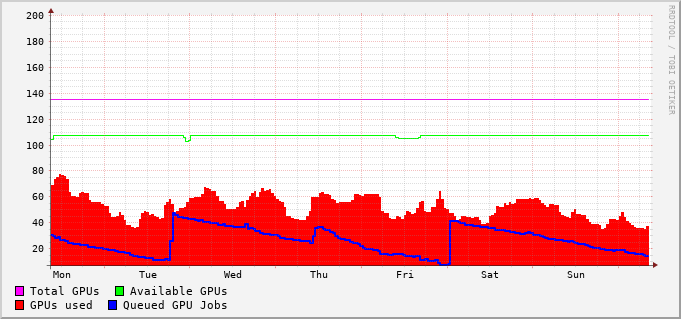 200
180
160
140
120
100
80
60
40
20
Mon Tue Wed Thu Fri Sat Sun
Total GPUs Available GPUs
GPUs used Queued GPU Jobs
RRDTOOL / TOBI OETIKER